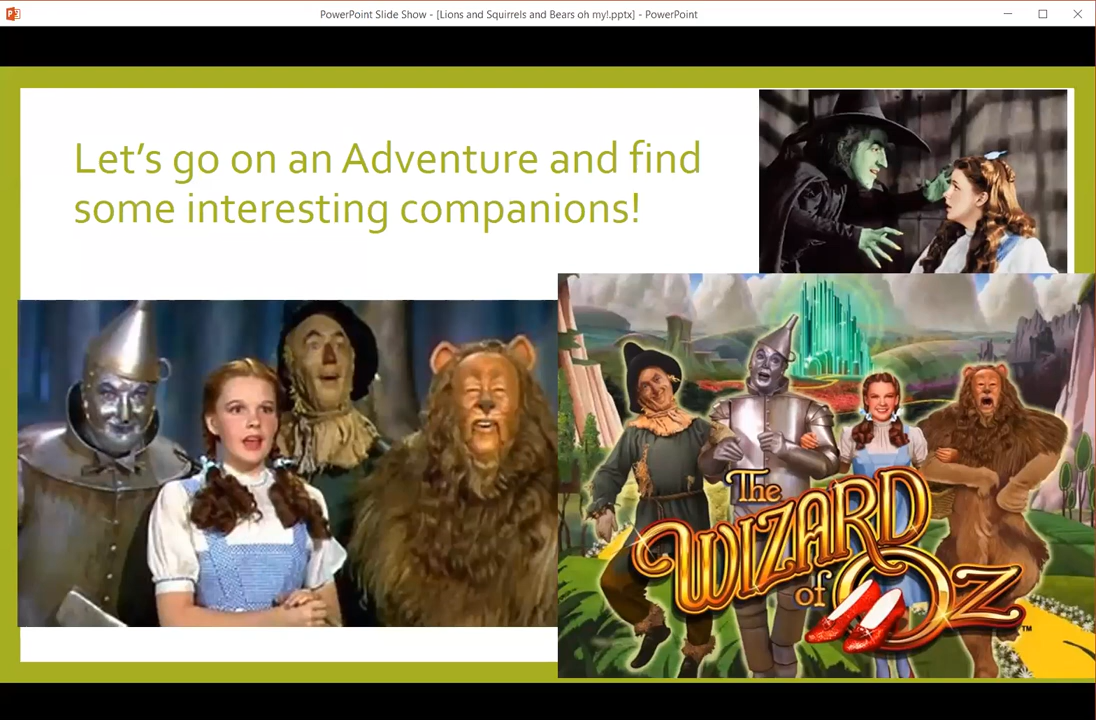 PowerPoint Slide Show - [Lions and Squirrels and Bears oh my!.pptx] - PowerPoint
Let's go on an Adventure and find
some interesting companions!
The
WIZARD
of Oz™